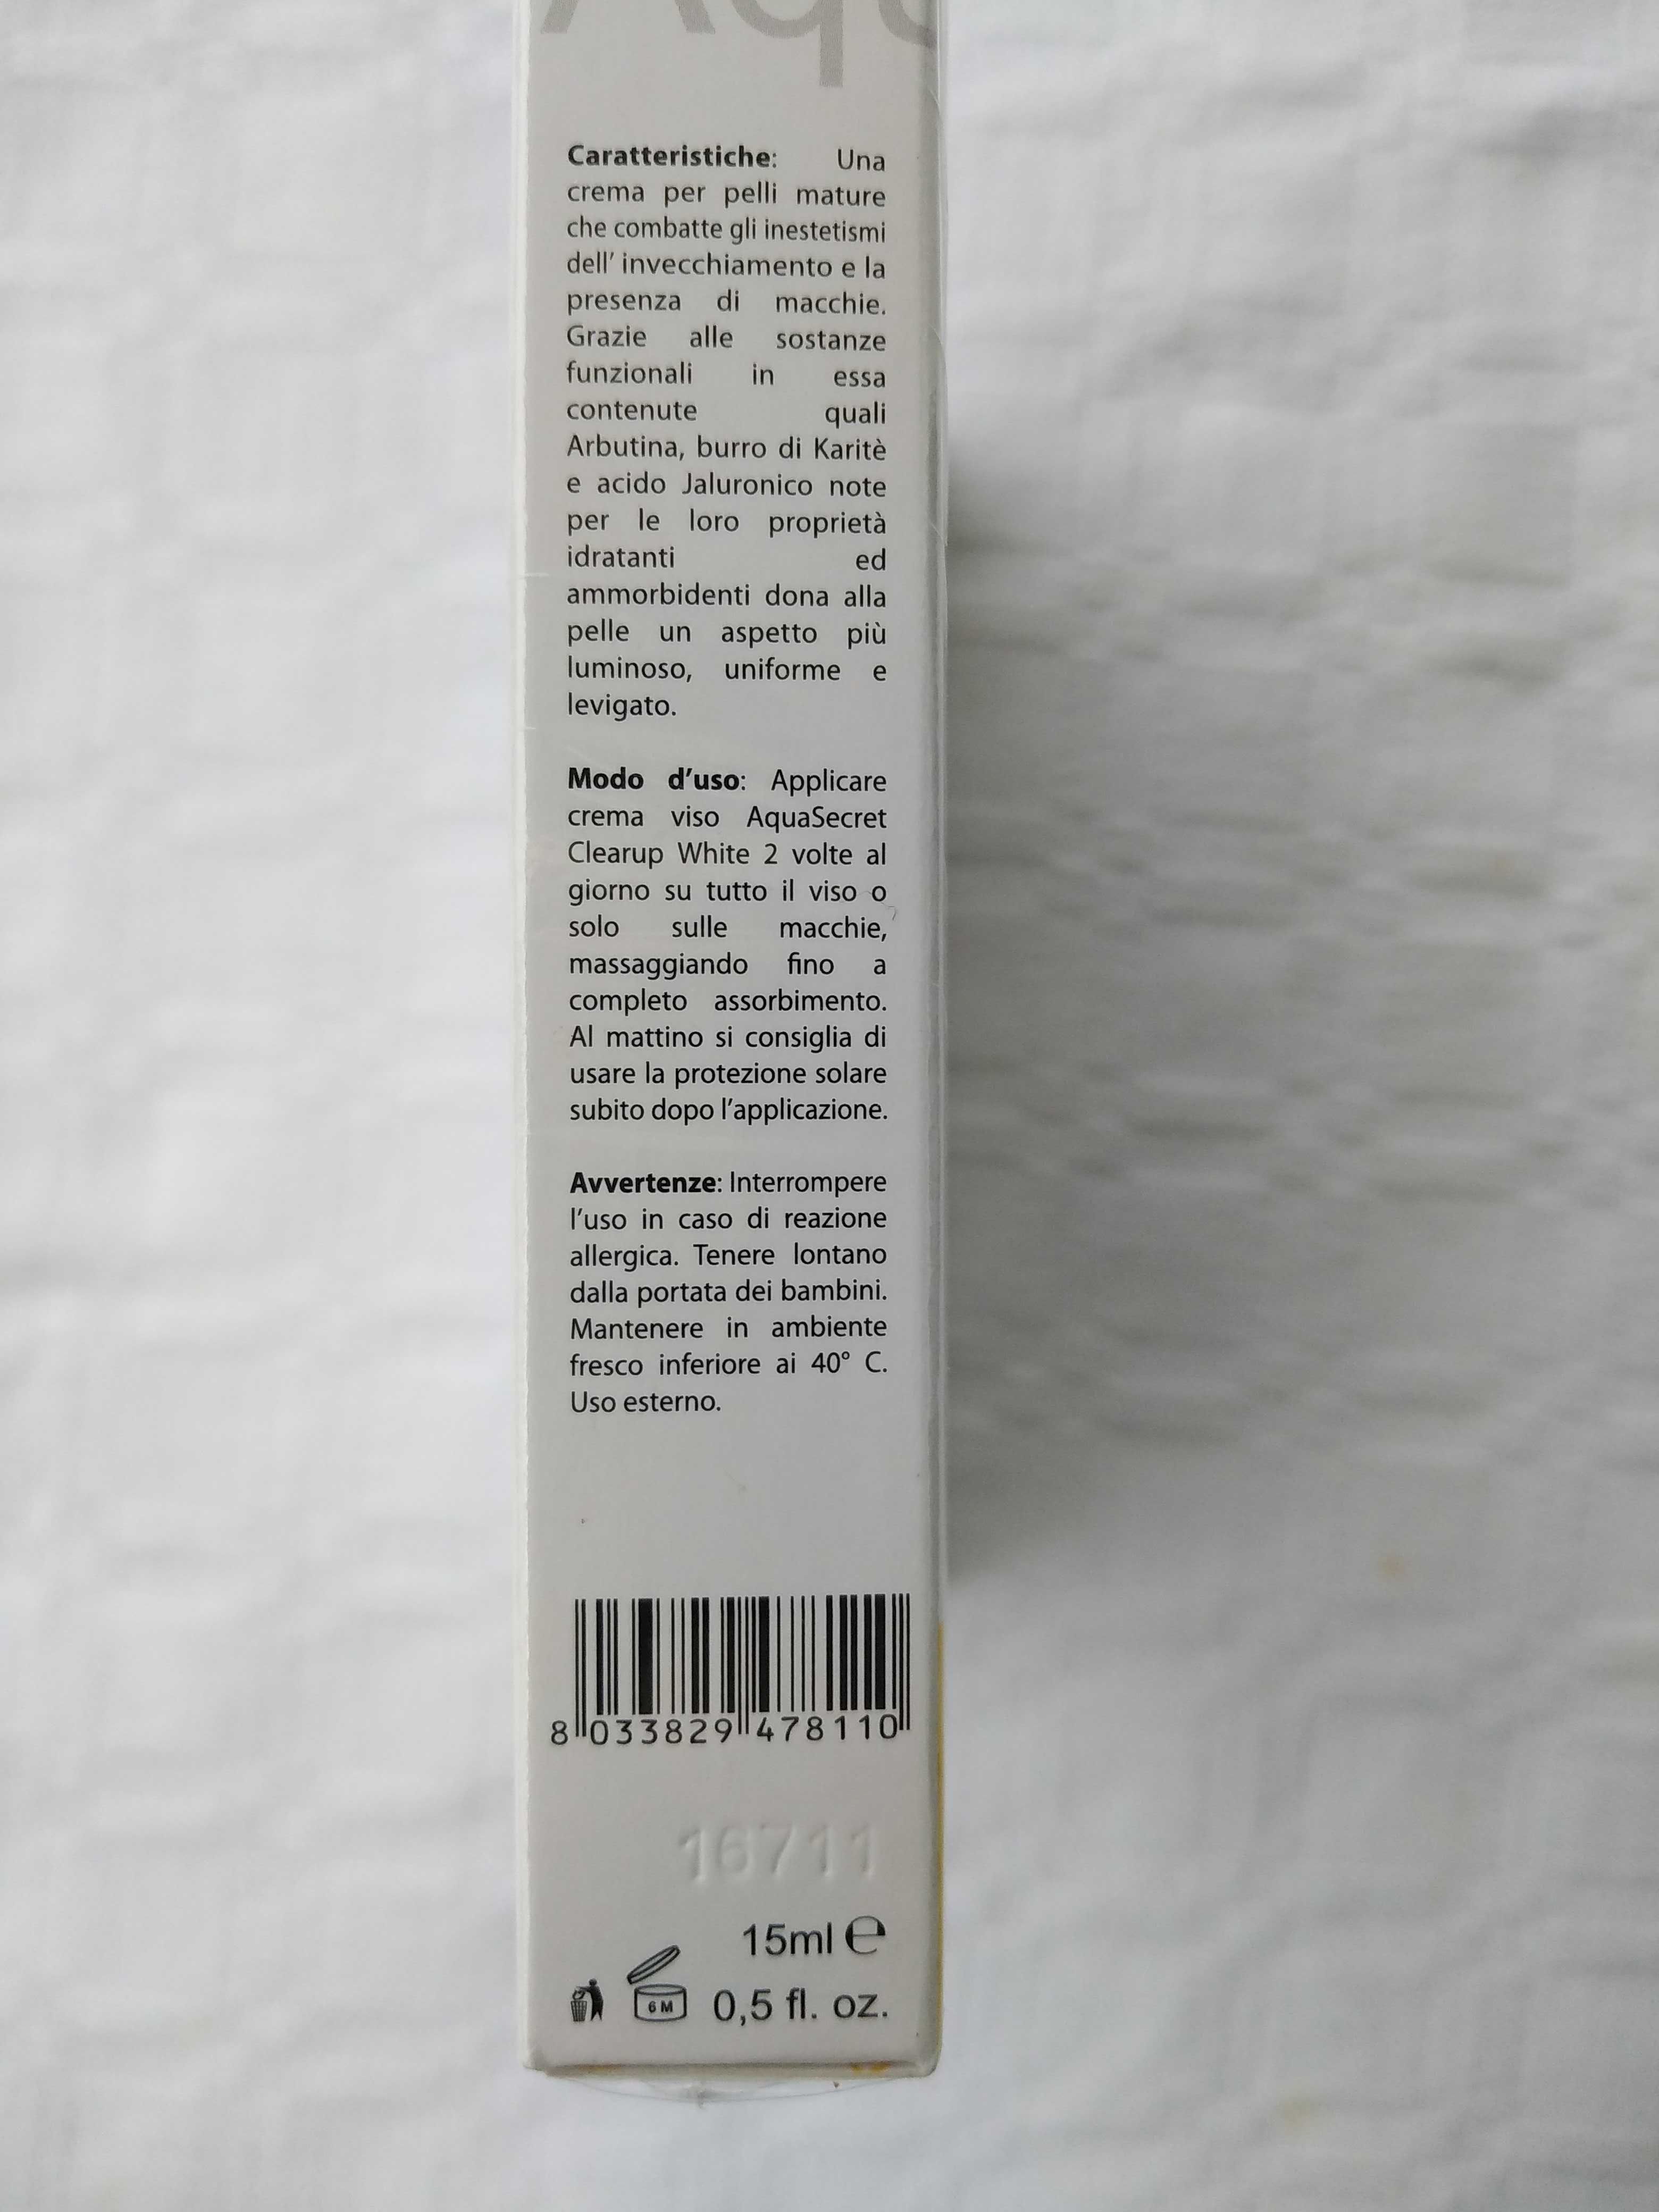 Aqu
Caratteristiche: Una
crema per pelli mature
che combatte gli inestetismi
dell' invecchiamento e la
presenza di macchie.
Grazie alle sostanze
funzionali in essa
contenute quali
Arbutina, burro di Karitè
e acido Jaluronico note
per le loro proprietà
idratanti ed
ammorbidenti dona alla
pelle un aspetto più
luminoso, uniforme e
levigato.
Modo d'uso: Applicare
crema viso AquaSecret
Clearup White 2 volte al
giorno su tutto il viso o
solo sulle macchie,
massaggiando fino a
completo assorbimento.
Al mattino si consiglia di
usare la protezione solare
subito dopo l'applicazione.
Avvertenze: Interrompere
l'uso in caso di reazione
allergica. Tenere lontano
dalla portata dei bambini.
Mantenere in ambiente
fresco inferiore ai 40° C.
Uso esterno.
8 033829 478110
16711
15ml ℮
6 M 0,5 fl. oz.